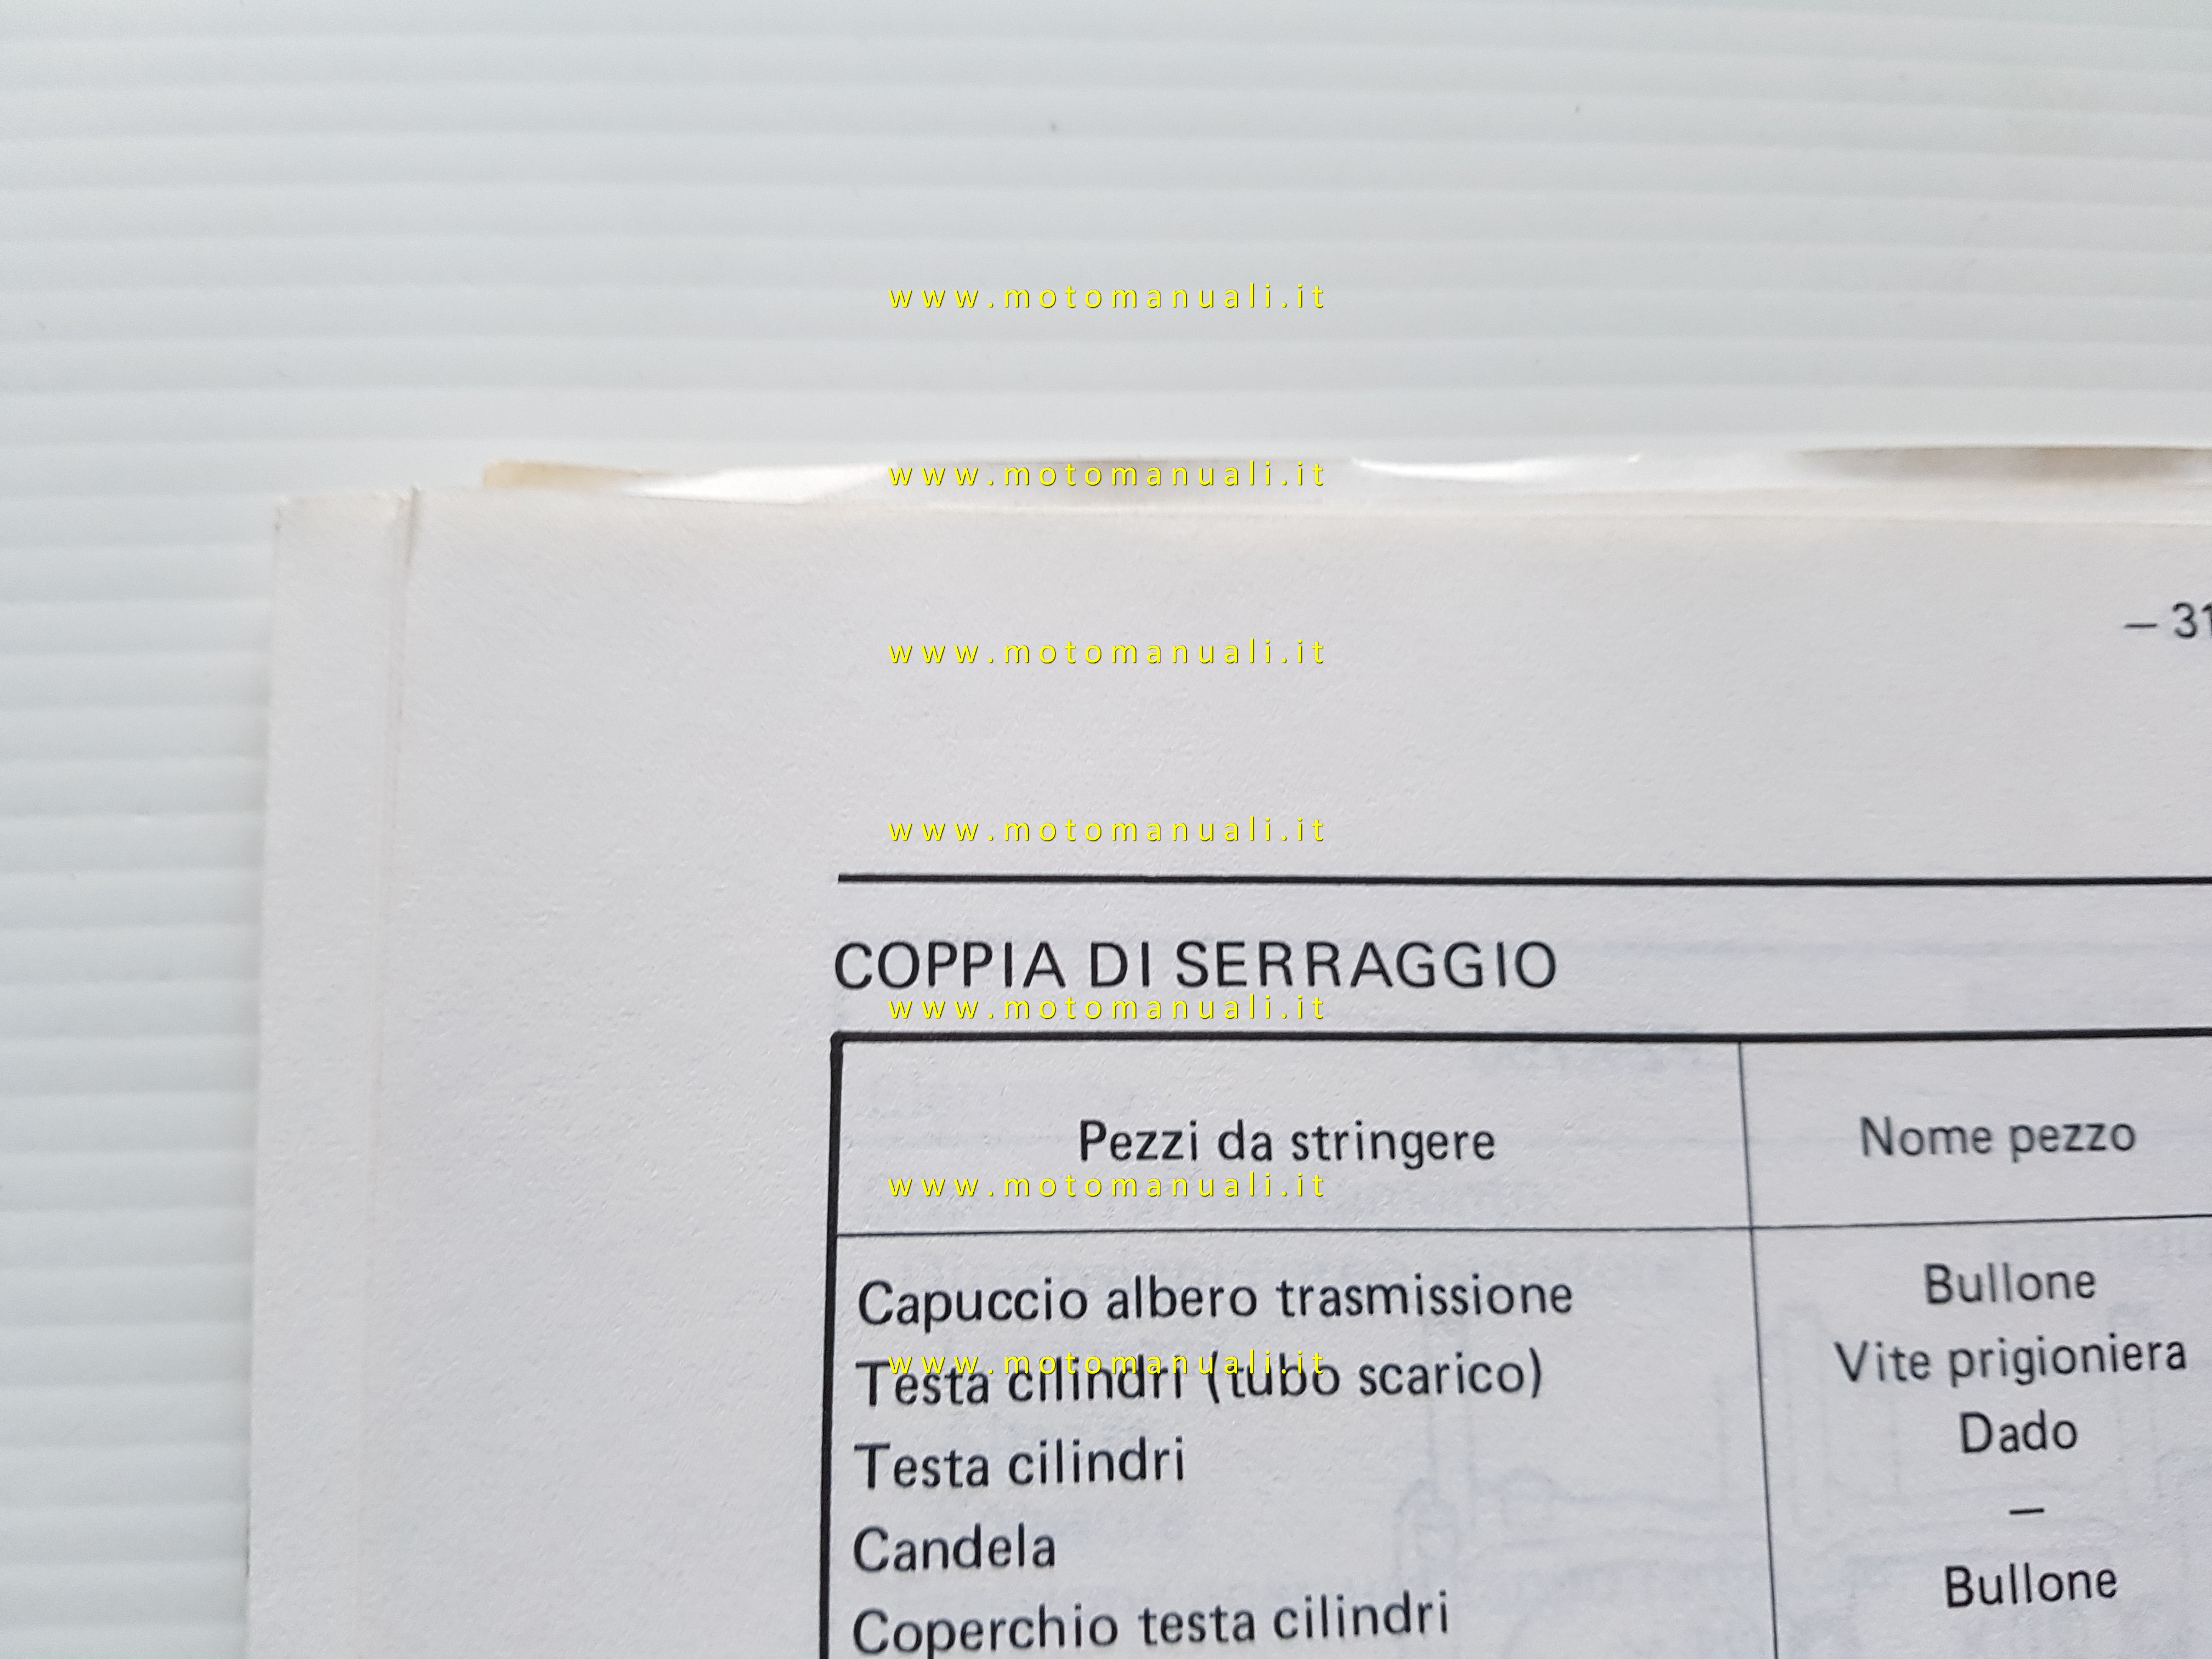 www.motomanuali.it
www.motomanuali.it
– 31
www.motomanuali.it
www.motomanuali.it
COPPIA DI SERRAGGIO
www.motomanuali.it
Pezzi da stringere Nome pezzo
www.motomanuali.it
Capuccio albero trasmissione Bullone
www.motomanuali.it
Testa cilindri (tubo scarico) Vite prigioniera
Testa cilindri Dado
Candela –
Coperchio testa cilindri Bullone